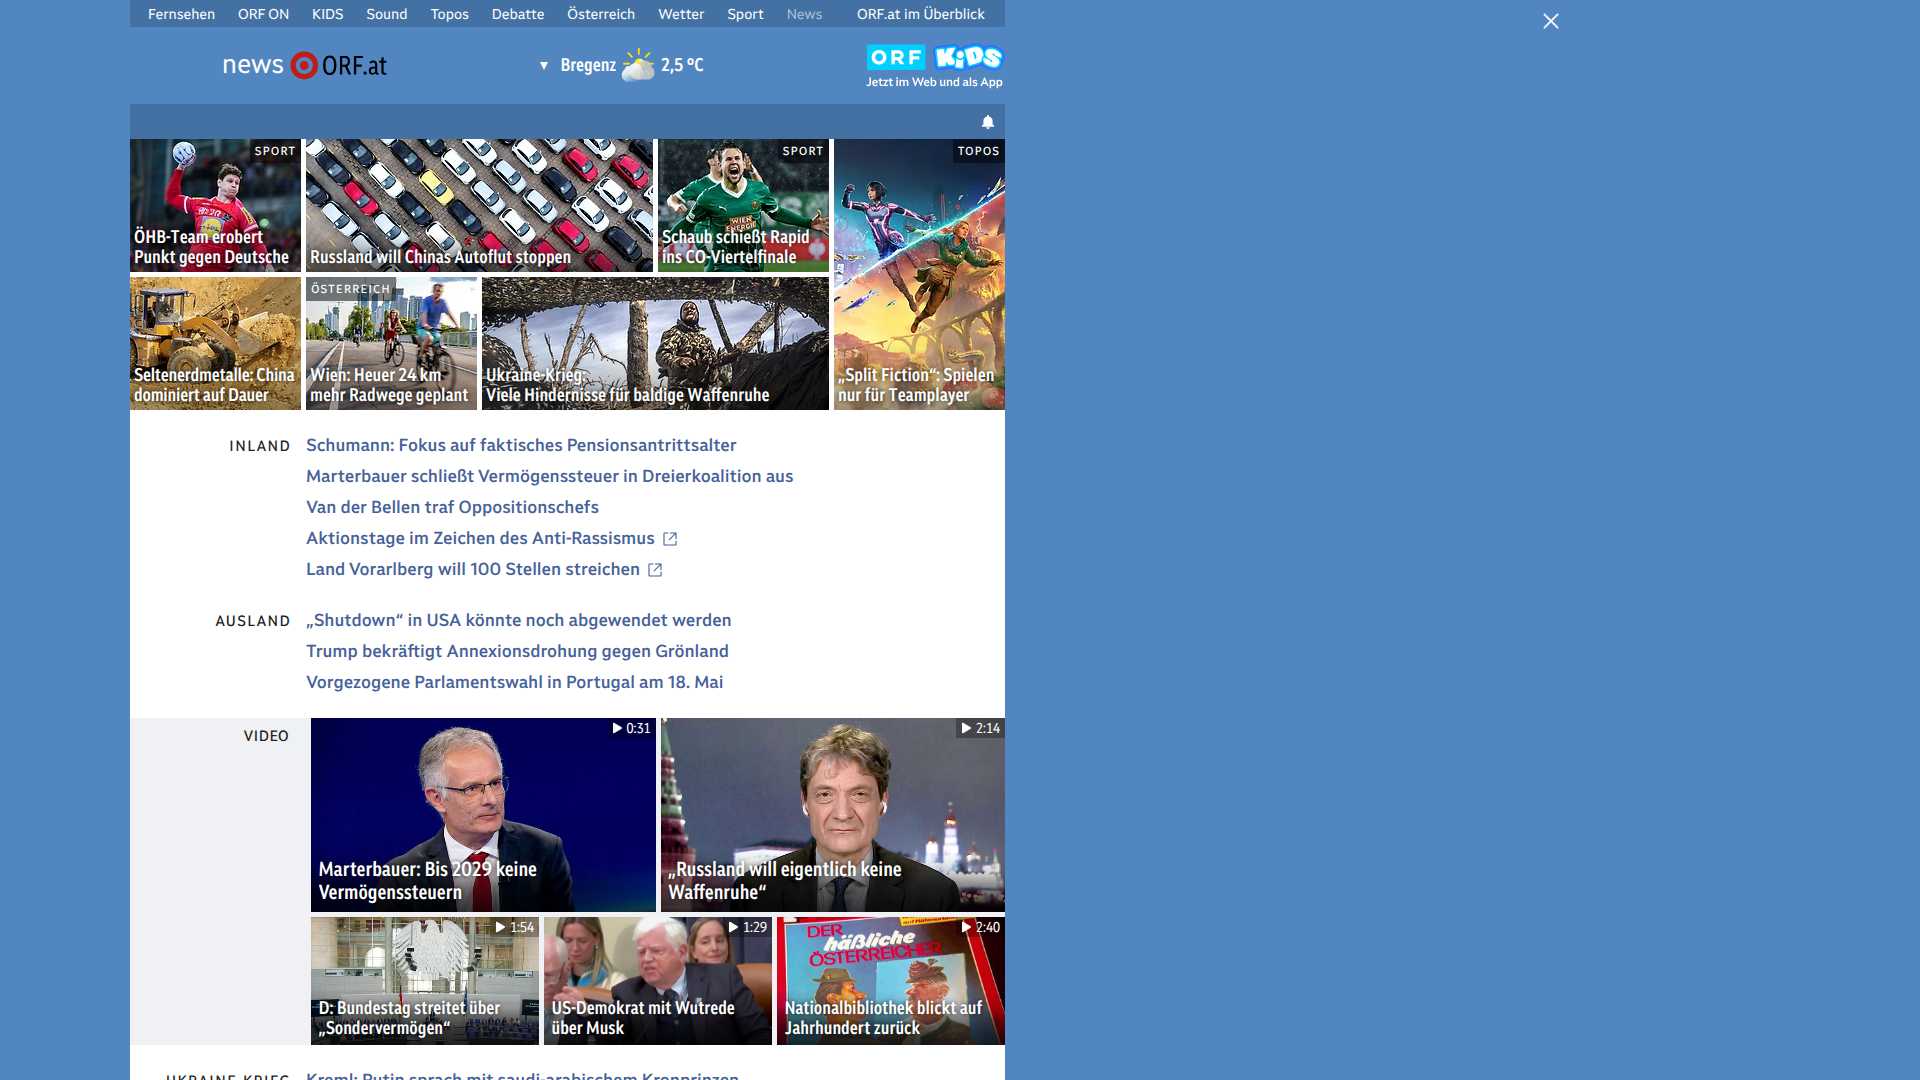 Fernsehen ORF ON KIDS Sound Topos Debatte Österreich Wetter Sport News ORF.at im Überblick
news ORF.at
Bregenz 2,5 °C
ORF KiDS
Jetzt im Web und als App
SPORT
ÖHB-Team erobert
Punkt gegen Deutsche
Russland will Chinas Autoflut stoppen
SPORT
WIEN
ENERGIE
Schaub schießt Rapid
ins CO-Viertelfinale
TOPOS
„Split Fiction“: Spielen
nur für Teamplayer
Seltenerdmetalle: China
dominiert auf Dauer
ÖSTERREICH
Wien: Heuer 24 km
mehr Radwege geplant
Ukraine-Krieg:
Viele Hindernisse für baldige Waffenruhe
INLAND
Schumann: Fokus auf faktisches Pensionsantrittsalter
Marterbauer schließt Vermögenssteuer in Dreierkoalition aus
Van der Bellen traf Oppositionschefs
Aktionstage im Zeichen des Anti-Rassismus
Land Vorarlberg will 100 Stellen streichen
AUSLAND
„Shutdown“ in USA könnte noch abgewendet werden
Trump bekräftigt Annexionsdrohung gegen Grönland
Vorgezogene Parlamentswahl in Portugal am 18. Mai
VIDEO
0:31
Marterbauer: Bis 2029 keine
Vermögenssteuern
2:14
„Russland will eigentlich keine
Waffenruhe“
1:54
D: Bundestag streitet über
„Sondervermögen“
1:29
US-Demokrat mit Wutrede
über Musk
2:40
DER
häßliche
ÖSTERREICHER
Nationalbibliothek blickt auf
Jahrhundert zurück
UKRAINE-KRIEG
Kreml: Putin sprach mit saudi-arabischem Kronprinzen